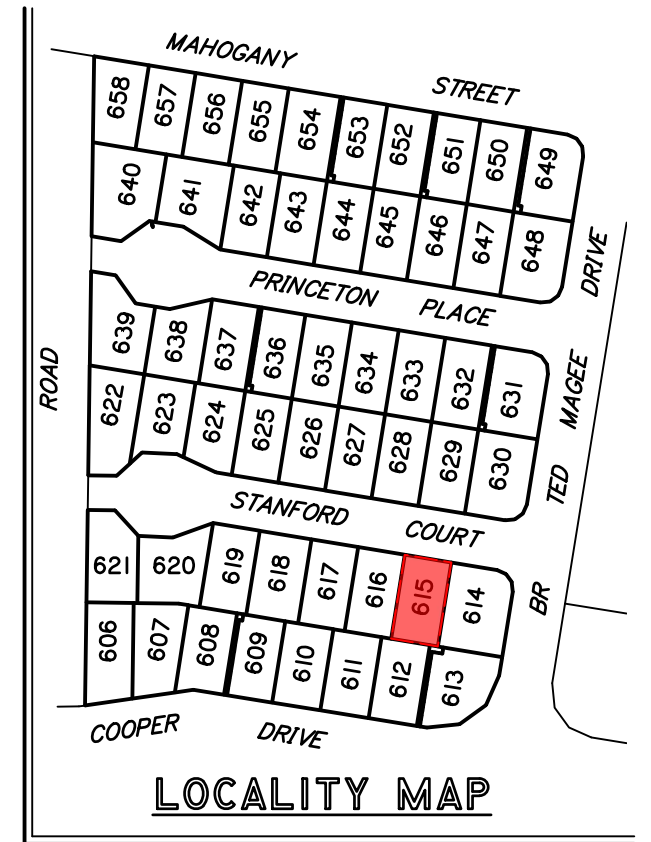 MAHOGANY STREET
658 657 656 655 654 653 652 651 650 649
640 641 642 643 644 645 646 647 648
DRIVE
PRINCETON PLACE
ROAD
639 638 637 636 635 634 633 632 631
MAGEE
622 623 624 625 626 627 628 629 630
TED
STANFORD COURT
621 620 619 618 617 616 615 614
BR
606 607 608 609 610 611 612 613
COOPER DRIVE
LOCALITY MAP